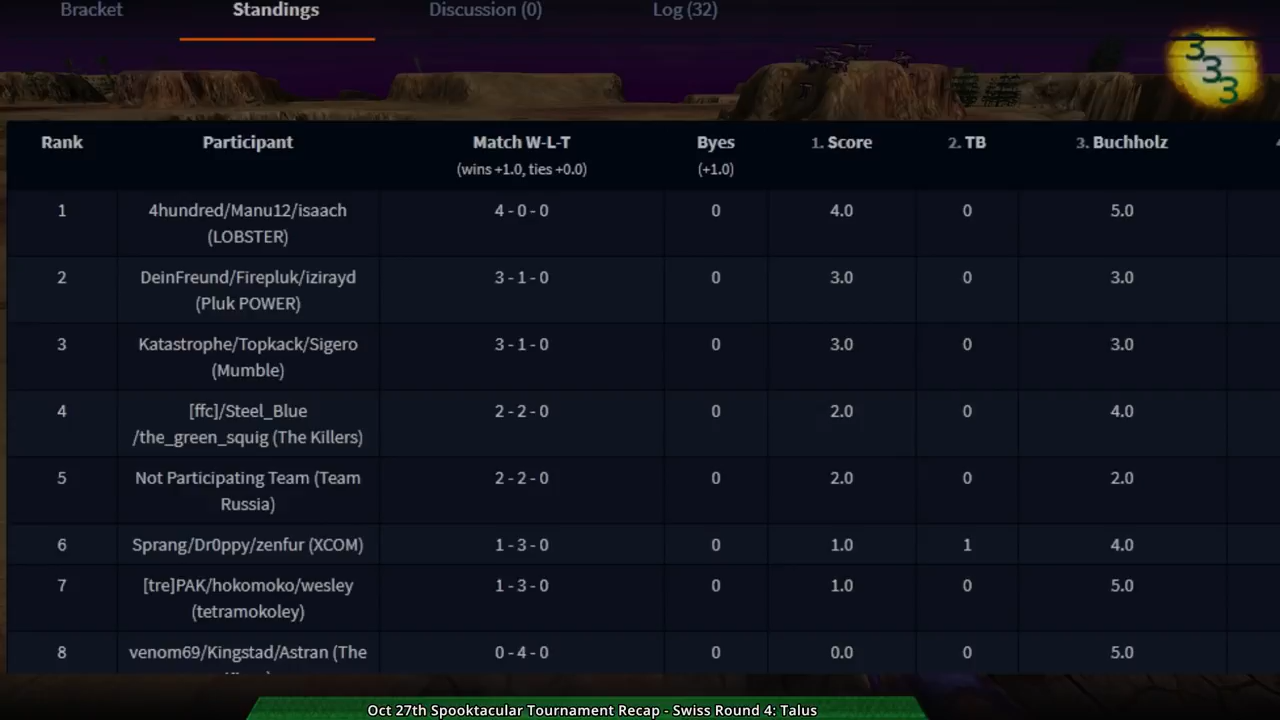 Bracket Standings Discussion (0) Log (32)
3
3
3
Rank Participant Match W-L-T Byes 1. Score 2. TB 3. Buchholz
(wins +1.0, ties +0.0) (+1.0)
1 4hundred/Manu12/isaach 4 - 0 - 0 0 4.0 0 5.0
(LOBSTER)
2 DeinFreund/Firepluk/izirayd 3 - 1 - 0 0 3.0 0 3.0
(Pluk POWER)
3 Katastrophe/Topkack/Sigero 3 - 1 - 0 0 3.0 0 3.0
(Mumble)
4 [ffc]/Steel_Blue 2 - 2 - 0 0 2.0 0 4.0
/the_green_squig (The Killers)
5 Not Participating Team (Team 2 - 2 - 0 0 2.0 0 2.0
Russia)
6 Sprang/Dr0ppy/zenfur (XCOM) 1 - 3 - 0 0 1.0 1 4.0
7 [tre]PAK/hokomoko/wesley 1 - 3 - 0 0 1.0 0 5.0
(tetramokoley)
8 venom69/Kingstad/Astran (The 0 - 4 - 0 0 0.0 0 5.0
Oct 27th Spooktacular Tournament Recap - Swiss Round 4: Talus